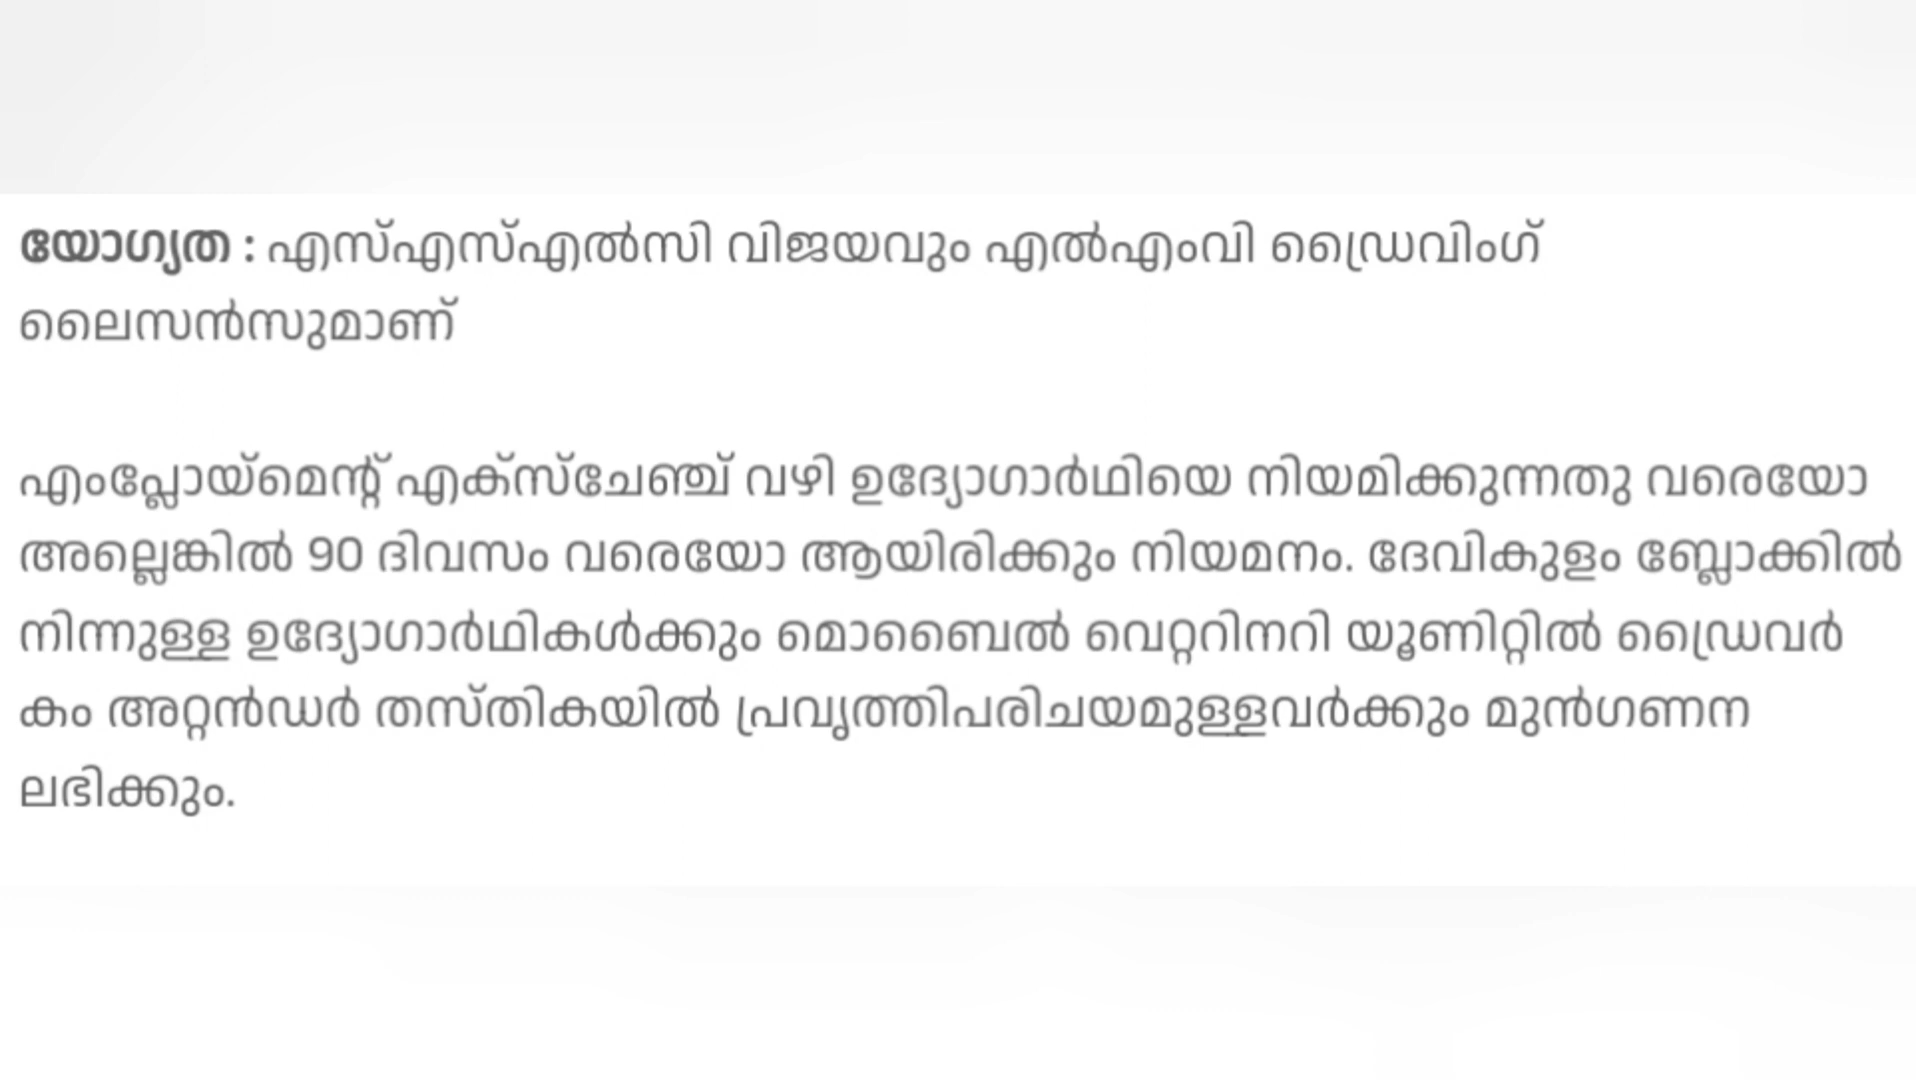 യോഗ്യത : എസ്എസ്എൽസി വിജയവും എൽഎംവി ഡ്രൈവിംഗ്
ലൈസൻസുമാണ്
എംപ്ലോയ്മെന്റ് എക്സ്ചേഞ്ച് വഴി ഉദ്യോഗാർഥിയെ നിയമിക്കുന്നതു വരെയോ
അല്ലെങ്കിൽ 90 ദിവസം വരെയോ ആയിരിക്കും നിയമനം. ദേവികുളം ബ്ലോക്കിൽ
നിന്നുള്ള ഉദ്യോഗാർഥികൾക്കും മൊബൈൽ വെറ്ററിനറി യൂണിറ്റിൽ ഡ്രൈവർ
കം അറ്റൻഡർ തസ്തികയിൽ പ്രവൃത്തിപരിചയമുള്ളവർക്കും മുൻഗണന
ലഭിക്കും.